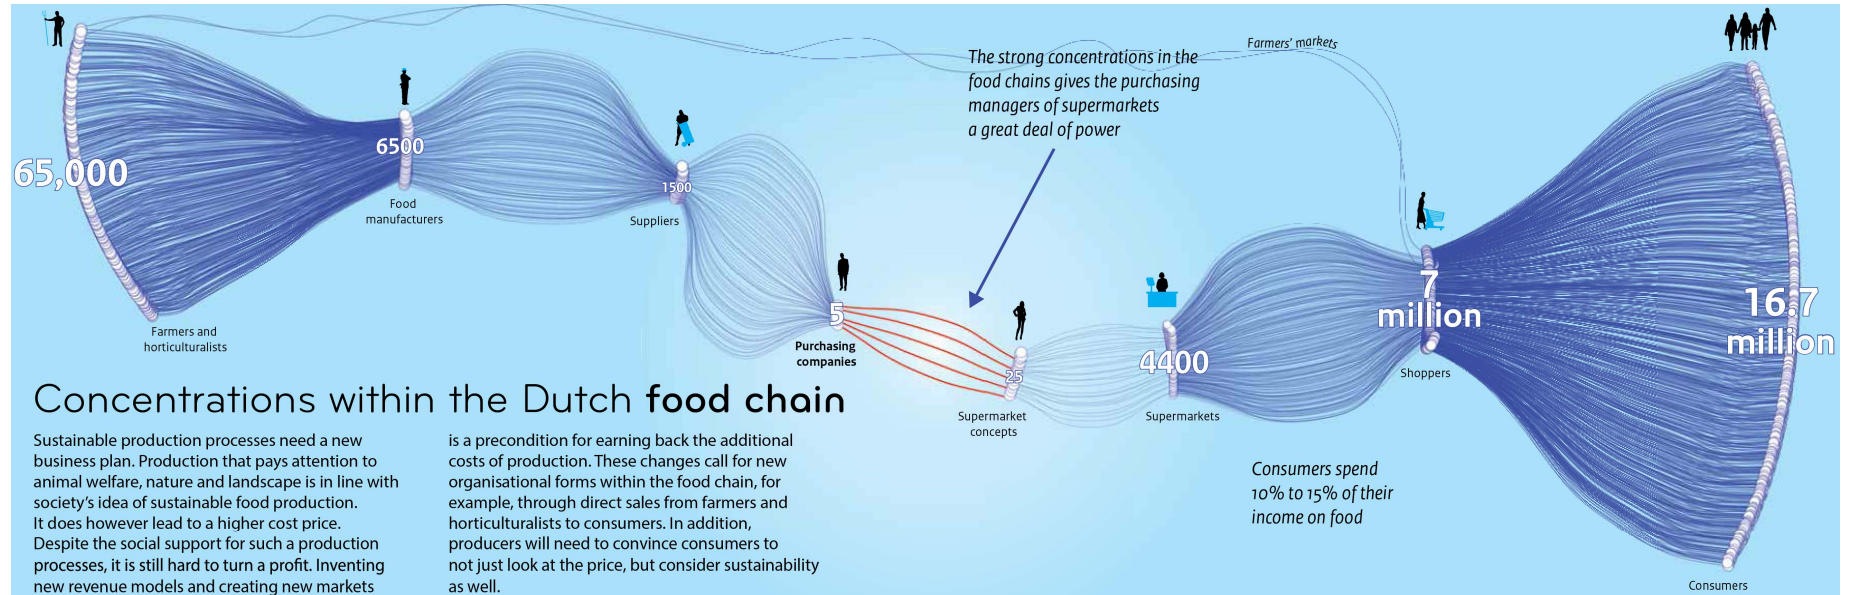 Farmers' markets
The strong concentrations in the
food chains gives the purchasing
managers of supermarkets
a great deal of power
65,000
Farmers and
horticulturalists
6500
Food
manufacturers
1500
Suppliers
5
Purchasing
companies
25
Supermarket
concepts
4400
Supermarkets
7
million
Shoppers
16.7
million
Consumers
Consumers spend
10% to 15% of their
income on food
Concentrations within the Dutch food chain
Sustainable production processes need a new
business plan. Production that pays attention to
animal welfare, nature and landscape is in line with
society's idea of sustainable food production.
It does however lead to a higher cost price.
Despite the social support for such a production
processes, it is still hard to turn a profit. Inventing
new revenue models and creating new markets
is a precondition for earning back the additional
costs of production. These changes call for new
organisational forms within the food chain, for
example, through direct sales from farmers and
horticulturalists to consumers. In addition,
producers will need to convince consumers to
not just look at the price, but consider sustainability
as well.